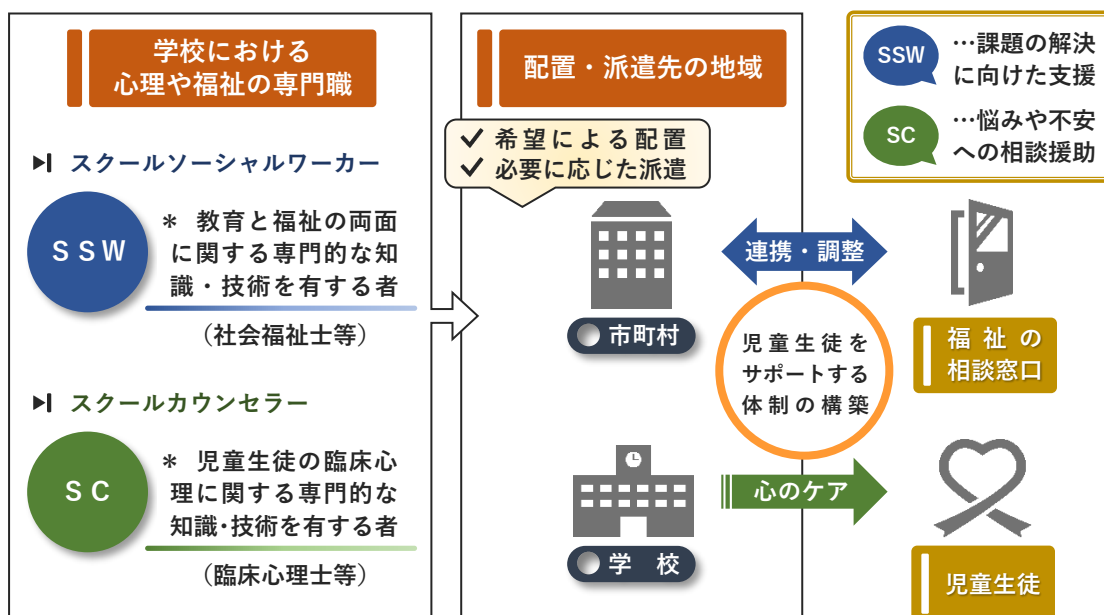 学校における
心理や福祉の専門職
スクールソーシャルワーカー
SSW
＊ 教育と福祉の両面
に関する専門的な知
識・技術を有する者
（社会福祉士等）
スクールカウンセラー
SC
＊ 児童生徒の臨床心
理に関する専門的な
知識･技術を有する者
（臨床心理士等）
配置・派遣先の地域
✓ 希望による配置
✓ 必要に応じた派遣
市町村
学 校
連携・調整
児童生徒を
サポートする
体制の構築
心のケア
SSW
…課題の解決
に向けた支援
SC
…悩みや不安
への相談援助
福祉の
相談窓口
児童生徒